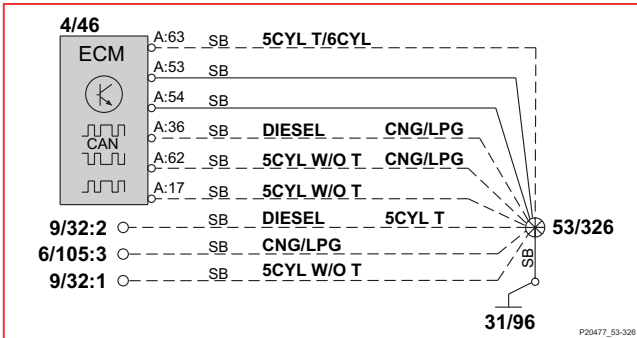 4/46
ECM
CAN
A:63 SB 5CYL T/6CYL
A:53 SB
A:54 SB
A:36 SB DIESEL CNG/LPG
A:62 SB 5CYL W/O T CNG/LPG
A:17 SB 5CYL W/O T
9/32:2 SB DIESEL 5CYL T
53/326
6/105:3 SB CNG/LPG
9/32:1 SB 5CYL W/O T
SB
31/96
P20477_53-326